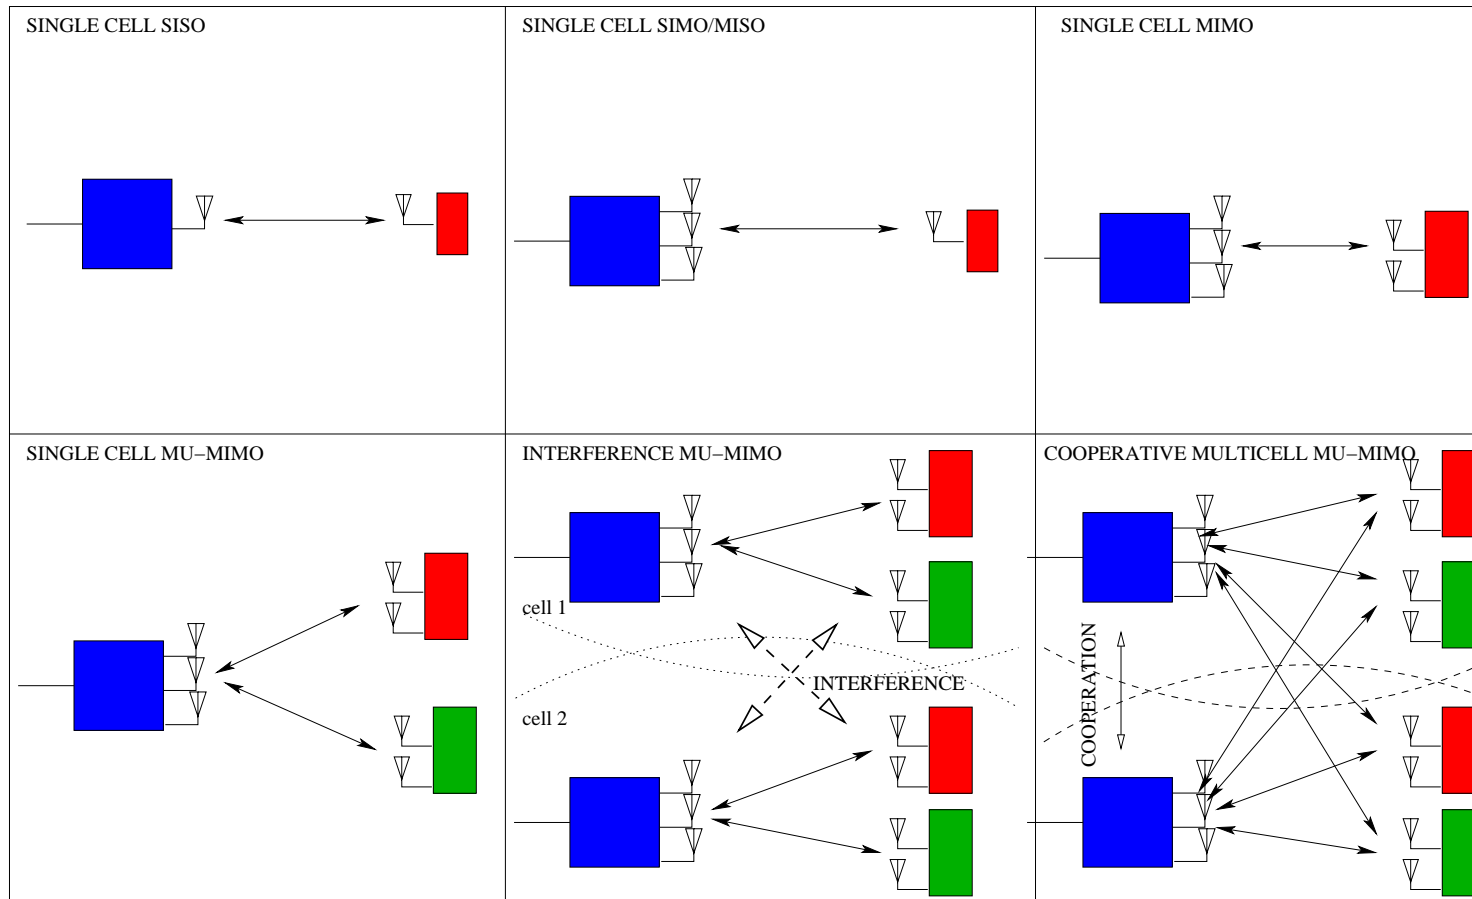 SINGLE CELL SISO
SINGLE CELL SIMO/MISO
SINGLE CELL MIMO
SINGLE CELL MU−MIMO
INTERFERENCE MU−MIMO
cell 1
INTERFERENCE
cell 2
COOPERATIVE MULTICELL MU−MIMO
COOPERATION